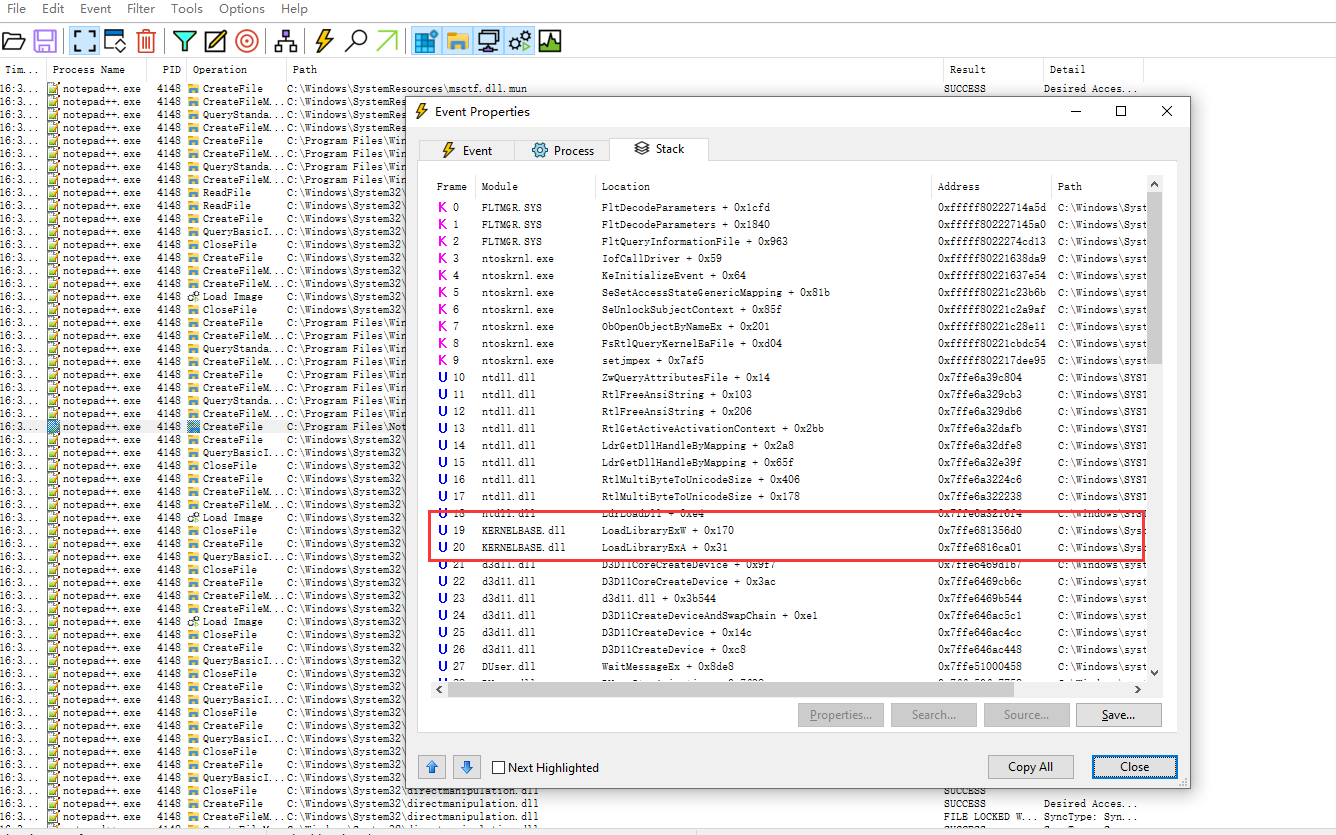 File Edit Event Filter Tools Options Help
Tim... Process Name PID Operation Path Result Detail
16:3... notepad++.exe 4148 CreateFile C:\Windows\SystemResources\msctf.dll.mun SUCCESS Desired Acces...
16:3... notepad++.exe 4148 CreateFileM... C:\Windows\SystemRes
16:3... notepad++.exe 4148 QueryStanda... C:\Windows\SystemRes
16:3... notepad++.exe 4148 CreateFileM... C:\Windows\SystemRes
16:3... notepad++.exe 4148 CreateFile C:\Program Files\Win
16:3... notepad++.exe 4148 CreateFileM... C:\Program Files\Win
16:3... notepad++.exe 4148 QueryStanda... C:\Program Files\Win
16:3... notepad++.exe 4148 CreateFileM... C:\Program Files\Win
16:3... notepad++.exe 4148 ReadFile C:\Windows\System32\
16:3... notepad++.exe 4148 ReadFile C:\Windows\System32\
16:3... notepad++.exe 4148 CreateFile C:\Windows\System32\
16:3... notepad++.exe 4148 QueryBasicI... C:\Windows\System32\
16:3... notepad++.exe 4148 CloseFile C:\Windows\System32\
16:3... notepad++.exe 4148 CreateFile C:\Windows\System32\
16:3... notepad++.exe 4148 CreateFileM... C:\Windows\System32\
16:3... notepad++.exe 4148 QueryStanda... C:\Windows\System32\
16:3... notepad++.exe 4148 Load Image C:\Windows\System32\
16:3... notepad++.exe 4148 CloseFile C:\Windows\System32\
16:3... notepad++.exe 4148 CreateFile C:\Program Files\Win
16:3... notepad++.exe 4148 CreateFileM... C:\Program Files\Win
16:3... notepad++.exe 4148 QueryStanda... C:\Program Files\Win
16:3... notepad++.exe 4148 CreateFileM... C:\Program Files\Win
16:3... notepad++.exe 4148 CreateFile C:\Program Files\Win
16:3... notepad++.exe 4148 CreateFileM... C:\Program Files\Win
16:3... notepad++.exe 4148 QueryStanda... C:\Program Files\Win
16:3... notepad++.exe 4148 CreateFileM... C:\Program Files\Win
16:3... notepad++.exe 4148 CreateFile C:\Program Files\Not
16:3... notepad++.exe 4148 CreateFile C:\Windows\System32\
16:3... notepad++.exe 4148 QueryBasicI... C:\Windows\System32\
16:3... notepad++.exe 4148 CloseFile C:\Windows\System32\
16:3... notepad++.exe 4148 CreateFile C:\Windows\System32\
16:3... notepad++.exe 4148 CreateFileM... C:\Windows\System32\
16:3... notepad++.exe 4148 CreateFileM... C:\Windows\System32\
16:3... notepad++.exe 4148 Load Image C:\Windows\System32\
16:3... notepad++.exe 4148 CloseFile C:\Windows\System32\
16:3... notepad++.exe 4148 CreateFile C:\Windows\System32\
16:3... notepad++.exe 4148 QueryBasicI... C:\Windows\System32\
16:3... notepad++.exe 4148 CloseFile C:\Windows\System32\
16:3... notepad++.exe 4148 CreateFile C:\Windows\System32\
16:3... notepad++.exe 4148 CreateFileM... C:\Windows\System32\
16:3... notepad++.exe 4148 CreateFileM... C:\Windows\System32\
16:3... notepad++.exe 4148 Load Image C:\Windows\System32\
16:3... notepad++.exe 4148 CloseFile C:\Windows\System32\
16:3... notepad++.exe 4148 CreateFile C:\Windows\System32\
16:3... notepad++.exe 4148 QueryBasicI... C:\Windows\System32\
16:3... notepad++.exe 4148 CloseFile C:\Windows\System32\
16:3... notepad++.exe 4148 CreateFile C:\Windows\System32\
16:3... notepad++.exe 4148 QueryBasicI... C:\Windows\System32\
16:3... notepad++.exe 4148 CloseFile C:\Windows\System32\
16:3... notepad++.exe 4148 CreateFile C:\Windows\System32\
16:3... notepad++.exe 4148 QueryBasicI... C:\Windows\System32\
16:3... notepad++.exe 4148 CloseFile C:\Windows\System32\
16:3... notepad++.exe 4148 CreateFile C:\Windows\System32\
16:3... notepad++.exe 4148 QueryBasicI... C:\Windows\System32\
16:3... notepad++.exe 4148 CloseFile C:\Windows\System32\directmanipulation.dll SUCCESS
16:3... notepad++.exe 4148 CreateFile C:\Windows\System32\directmanipulation.dll SUCCESS Desired Acces...
16:3... notepad++.exe 4148 CreateFileM... C:\Windows\System32\directmanipulation.dll FILE LOCKED W... SyncType: Syn...
Event Properties
Event Process Stack
Frame Module Location Address Path
K 0 FLTMGR.SYS FltDecodeParameters + 0x1cfd 0xfffff80222714a5d C:\Windows\Syst
K 1 FLTMGR.SYS FltDecodeParameters + 0x1840 0xfffff802227145a0 C:\Windows\Syst
K 2 FLTMGR.SYS FltQueryInformationFile + 0x963 0xfffff8022274cd13 C:\Windows\Syst
K 3 ntoskrnl.exe IofCallDriver + 0x59 0xfffff80221638da9 C:\Windows\syst
K 4 ntoskrnl.exe KeInitializeEvent + 0x64 0xfffff80221637e54 C:\Windows\syst
K 5 ntoskrnl.exe SeSetAccessStateGenericMapping + 0x81b 0xfffff80221c23b6b C:\Windows\syst
K 6 ntoskrnl.exe SeUnlockSubjectContext + 0x85f 0xfffff80221c2a9af C:\Windows\syst
K 7 ntoskrnl.exe ObOpenObjectByNameEx + 0x201 0xfffff80221c28e11 C:\Windows\syst
K 8 ntoskrnl.exe FsRtlQueryKernelEaFile + 0xd04 0xfffff80221cbdc54 C:\Windows\syst
K 9 ntoskrnl.exe setjmpex + 0x7af5 0xfffff802217dee95 C:\Windows\syst
U 10 ntdll.dll ZwQueryAttributesFile + 0x14 0x7ffe6a39c804 C:\Windows\SYST
U 11 ntdll.dll RtlFreeAnsiString + 0x103 0x7ffe6a329cb3 C:\Windows\SYST
U 12 ntdll.dll RtlFreeAnsiString + 0x206 0x7ffe6a329db6 C:\Windows\SYST
U 13 ntdll.dll RtlGetActiveActivationContext + 0x2bb 0x7ffe6a32dafb C:\Windows\SYST
U 14 ntdll.dll LdrGetDllHandleByMapping + 0x2a8 0x7ffe6a32dfe8 C:\Windows\SYST
U 15 ntdll.dll LdrGetDllHandleByMapping + 0x65f 0x7ffe6a32e39f C:\Windows\SYST
U 16 ntdll.dll RtlMultiByteToUnicodeSize + 0x406 0x7ffe6a3224c6 C:\Windows\SYST
U 17 ntdll.dll RtlMultiByteToUnicodeSize + 0x178 0x7ffe6a322238 C:\Windows\SYST
U 18 ntdll.dll LdrLoadDll + 0xe4 0x7ffe6a3216f4 C:\Windows\SYST
U 19 KERNELBASE.dll LoadLibraryExW + 0x170 0x7ffe681356d0 C:\Windows\Syst
U 20 KERNELBASE.dll LoadLibraryExA + 0x31 0x7ffe6816ca01 C:\Windows\Syst
U 21 d3d11.dll D3D11CoreCreateDevice + 0x9f7 0x7ffe6469d1b7 C:\Windows\syst
U 22 d3d11.dll D3D11CoreCreateDevice + 0x3ac 0x7ffe6469cb6c C:\Windows\syst
U 23 d3d11.dll d3d11.dll + 0x3b544 0x7ffe6469b544 C:\Windows\syst
U 24 d3d11.dll D3D11CreateDeviceAndSwapChain + 0xe1 0x7ffe646ac5c1 C:\Windows\syst
U 25 d3d11.dll D3D11CreateDevice + 0x14c 0x7ffe646ac4cc C:\Windows\syst
U 26 d3d11.dll D3D11CreateDevice + 0xc8 0x7ffe646ac448 C:\Windows\syst
U 27 DUser.dll WaitMessageEx + 0x8de8 0x7ffe51000458 C:\Windows\syst
Properties... Search... Source... Save...
Next Highlighted Copy All Close